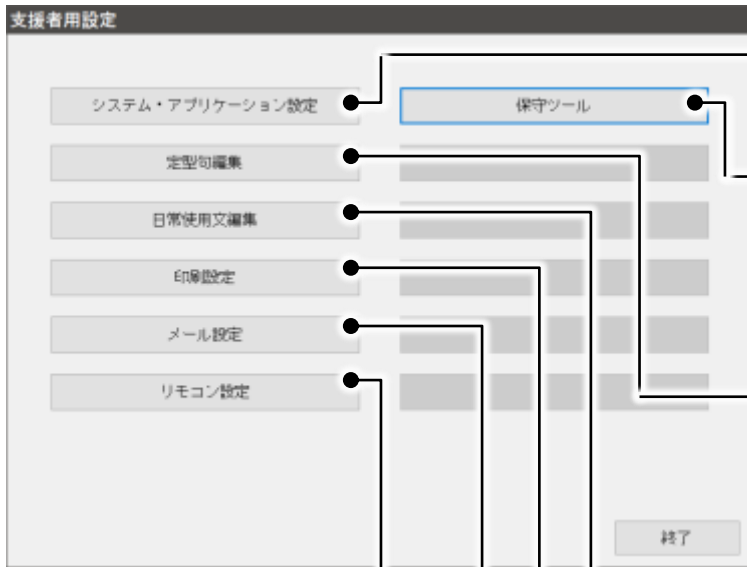 支援者用設定
システム・アプリケーション設定
保守ツール
定型句編集
日常使用文編集
印刷設定
メール設定
リモコン設定
終了